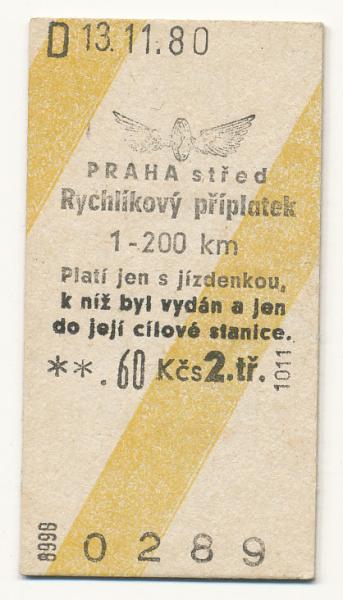 D 13.11.80
PRAHA střed
Rychlíkový příplatek
1-200 km
Platí jen s jízdenkou,
k níž byl vydán a jen
do její cílové stanice.
**.60 Kčs 2.tř.
1011
8998
0289